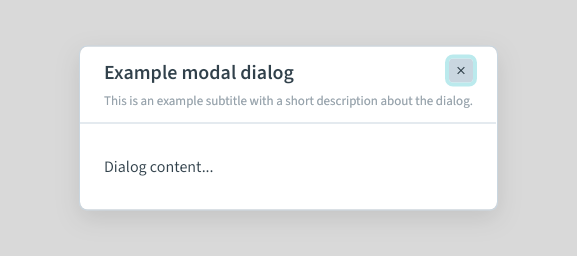 Example modal dialog
This is an example subtitle with a short description about the dialog.
Dialog content...